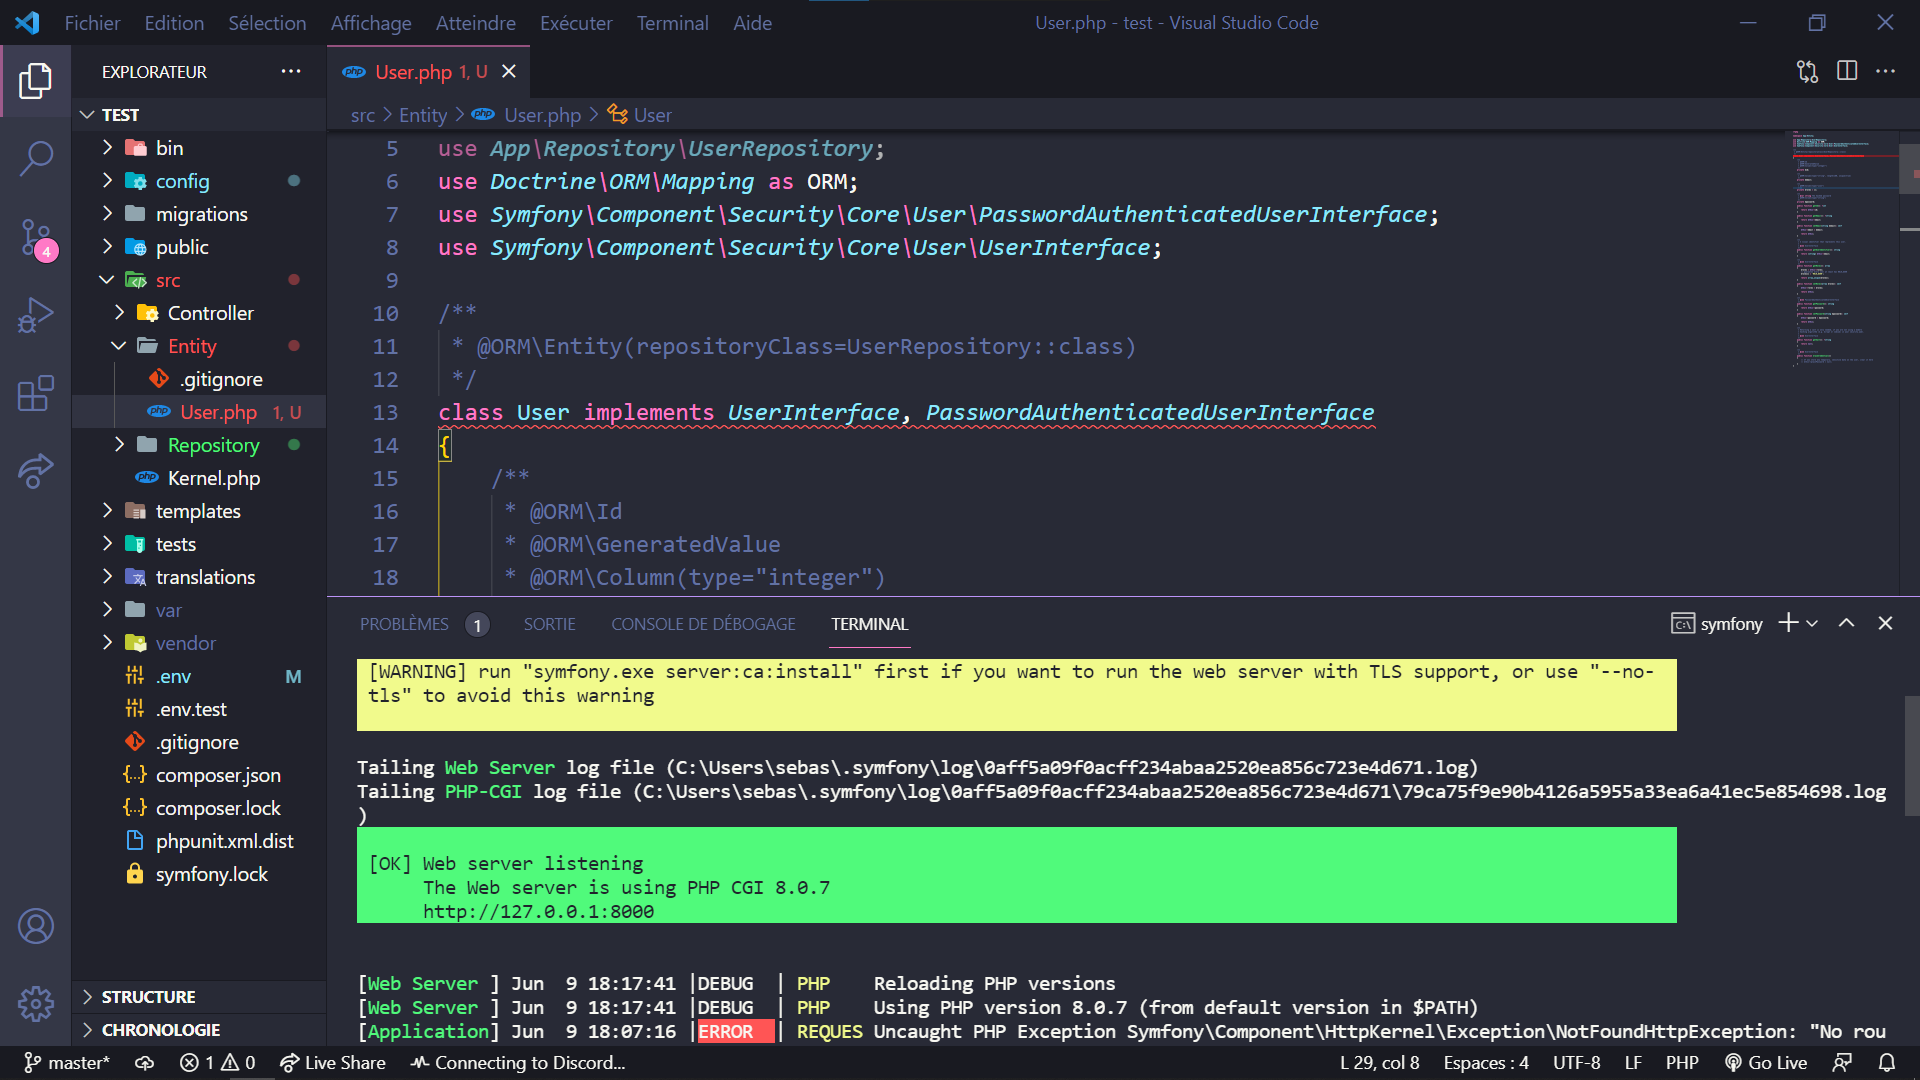 Fichier Edition Sélection Affichage Atteindre Exécuter Terminal Aide
User.php - test - Visual Studio Code
EXPLORATEUR
TEST
bin
config
migrations
public
src
Controller
Entity
.gitignore
User.php 1, U
Repository
Kernel.php
templates
tests
translations
var
vendor
.env M
.env.test
.gitignore
composer.json
composer.lock
phpunit.xml.dist
symfony.lock
STRUCTURE
CHRONOLOGIE
4
php User.php 1, U
src > Entity > php User.php > User
5 use App\Repository\UserRepository;
6 use Doctrine\ORM\Mapping as ORM;
7 use Symfony\Component\Security\Core\User\PasswordAuthenticatedUserInterface;
8 use Symfony\Component\Security\Core\User\UserInterface;
9
10 /**
11 * @ORM\Entity(repositoryClass=UserRepository::class)
12 */
13 class User implements UserInterface, PasswordAuthenticatedUserInterface
14 {
15 /**
16 * @ORM\Id
17 * @ORM\GeneratedValue
18 * @ORM\Column(type="integer")
PROBLÈMES 1 SORTIE CONSOLE DE DÉBOGAGE TERMINAL
symfony
[WARNING] run "symfony.exe server:ca:install" first if you want to run the web server with TLS support, or use "--no-
tls" to avoid this warning
Tailing Web Server log file (C:\Users\sebas\.symfony\log\0aff5a09f0acff234abaa2520ea856c723e4d671.log)
Tailing PHP-CGI log file (C:\Users\sebas\.symfony\log\0aff5a09f0acff234abaa2520ea856c723e4d671\79ca75f9e90b4126a5955a33ea6a41ec5e854698.log
)
[OK] Web server listening
The Web server is using PHP CGI 8.0.7
http://127.0.0.1:8000
[Web Server ] Jun 9 18:17:41 |DEBUG | PHP Reloading PHP versions
[Web Server ] Jun 9 18:17:41 |DEBUG | PHP Using PHP version 8.0.7 (from default version in $PATH)
[Application] Jun 9 18:07:16 |ERROR | REQUES Uncaught PHP Exception Symfony\Component\HttpKernel\Exception\NotFoundHttpException: "No rou
master* 1 0 Live Share Connecting to Discord... L 29, col 8 Espaces : 4 UTF-8 LF PHP Go Live